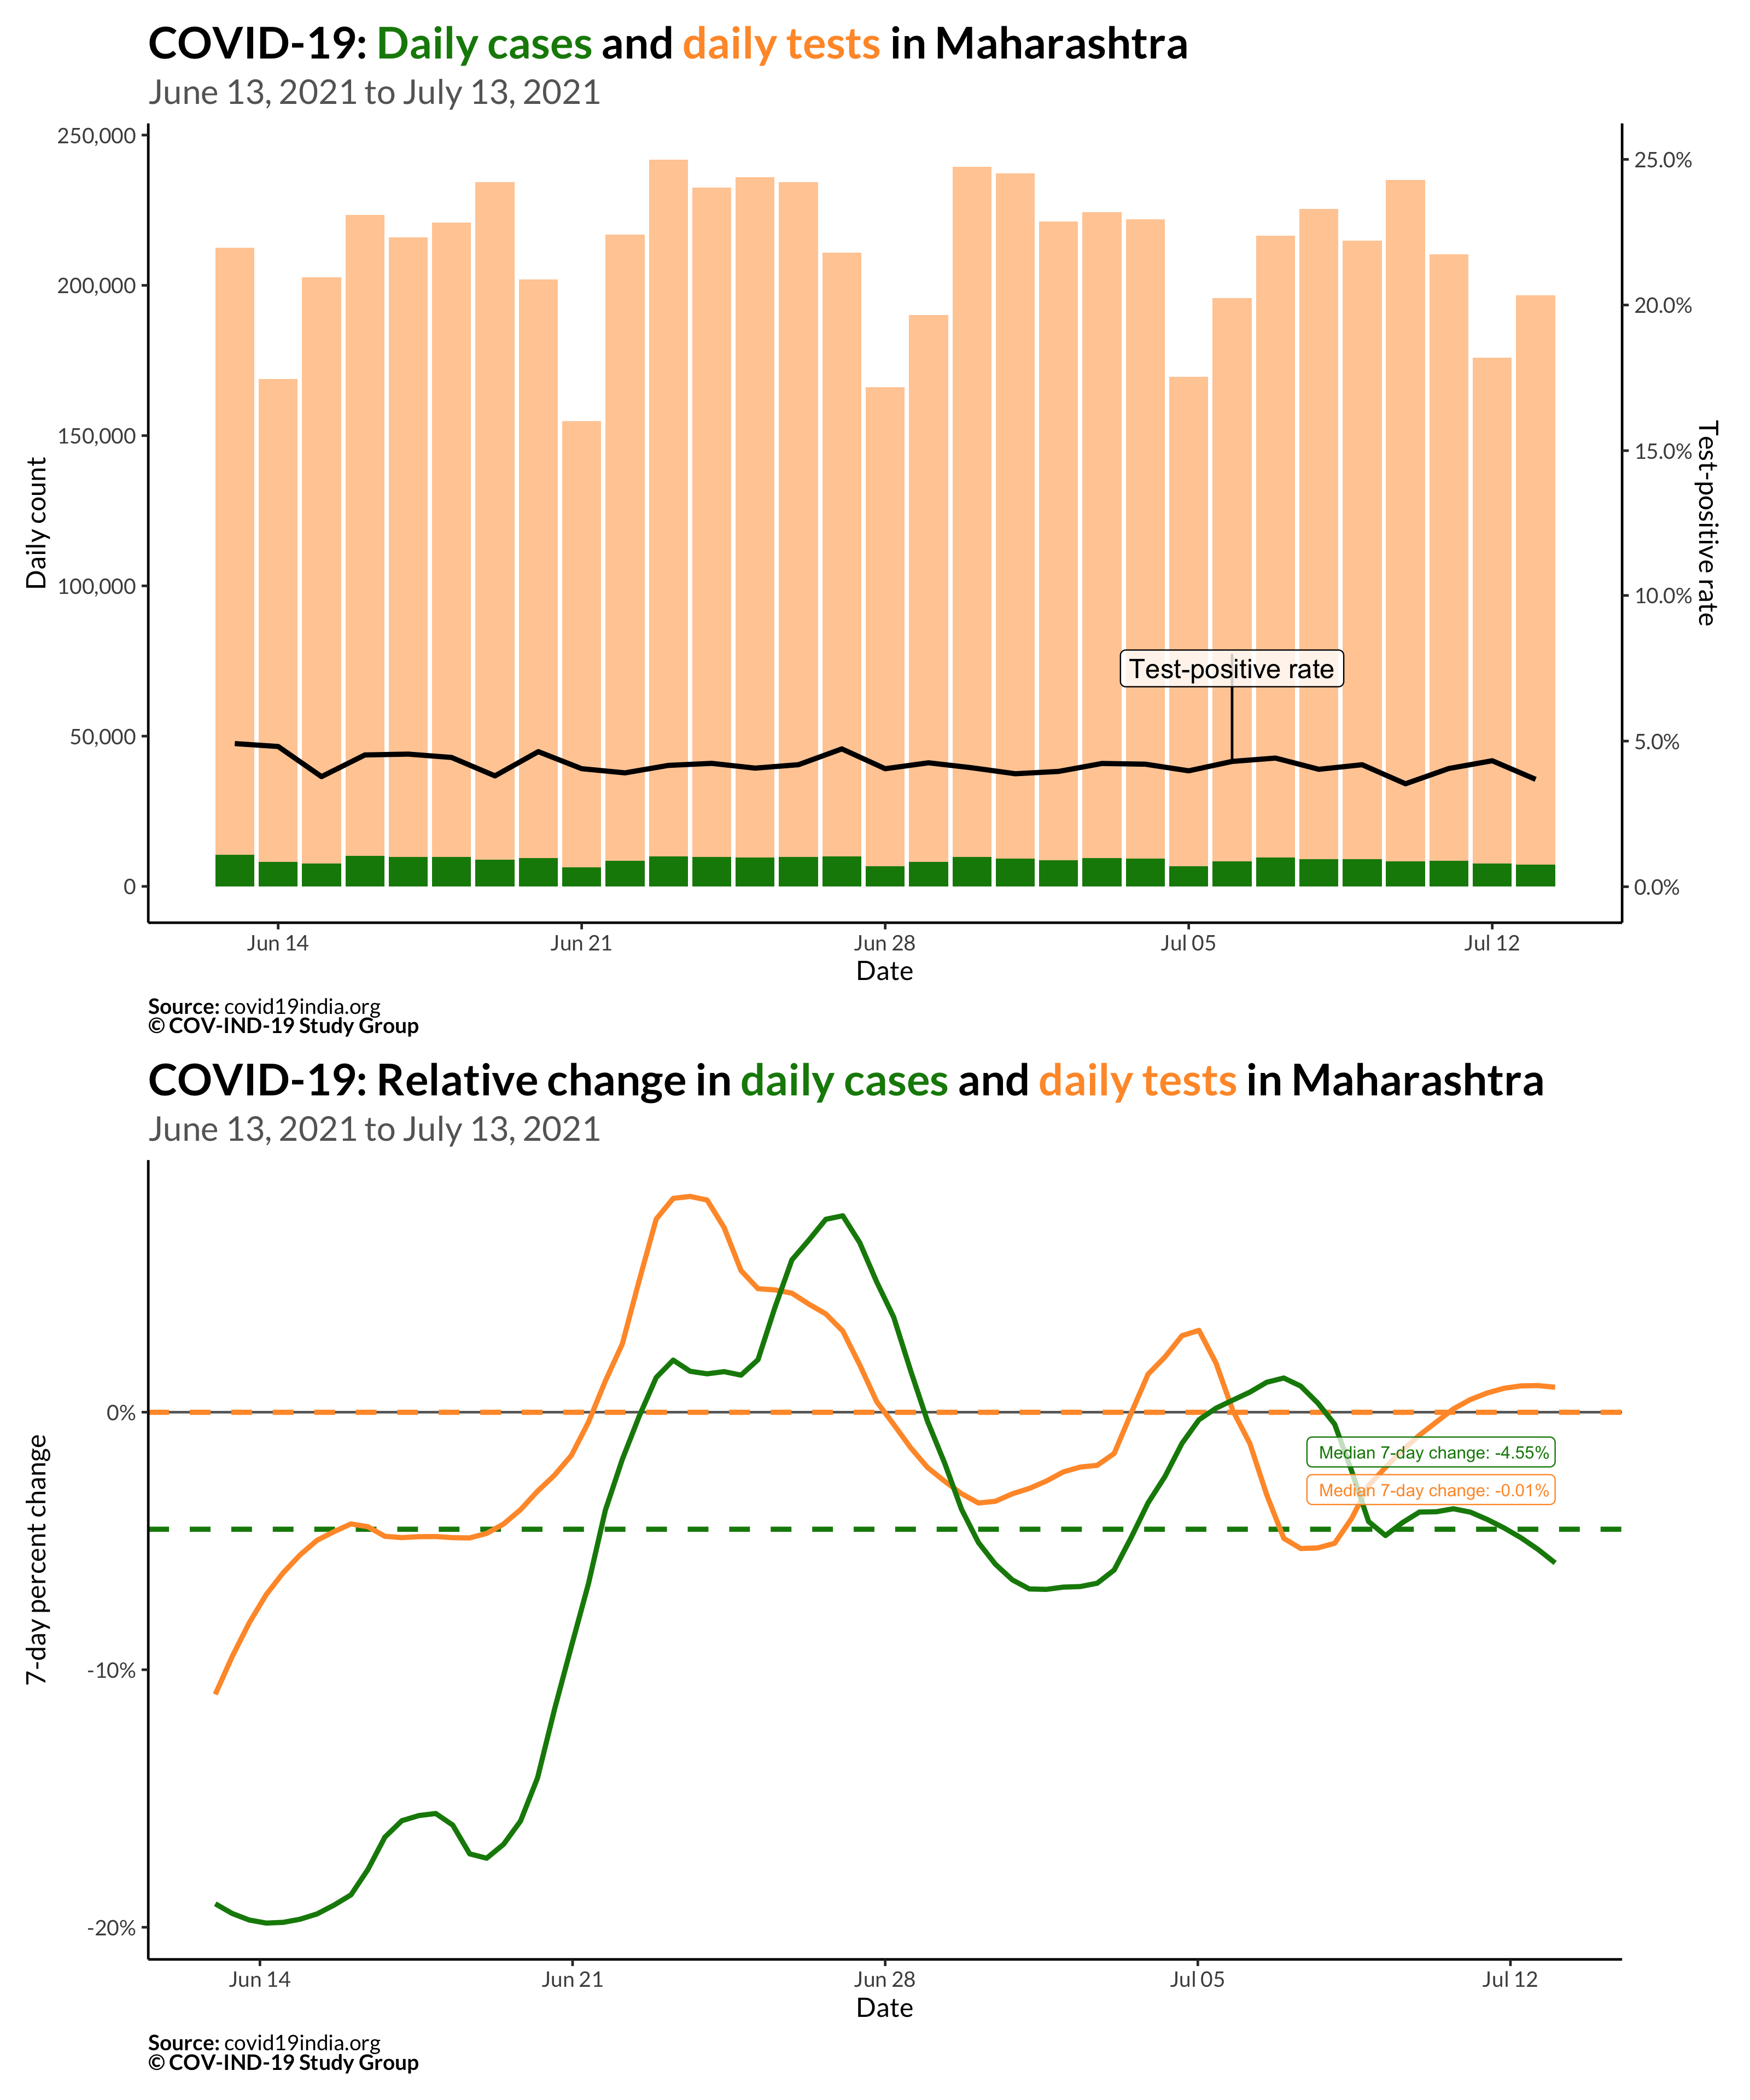 COVID-19: Daily cases and daily tests in Maharashtra
June 13, 2021 to July 13, 2021
250,000
200,000
150,000
100,000
50,000
0
Daily count
25.0%
20.0%
15.0%
10.0%
5.0%
0.0%
Test-positive rate
Test-positive rate
Jun 14
Jun 21
Jun 28
Jul 05
Jul 12
Date
Source: covid19india.org
© COV-IND-19 Study Group
COVID-19: Relative change in daily cases and daily tests in Maharashtra
June 13, 2021 to July 13, 2021
0%
-10%
-20%
7-day percent change
Median 7-day change: -4.55%
Median 7-day change: -0.01%
Jun 14
Jun 21
Jun 28
Jul 05
Jul 12
Date
Source: covid19india.org
© COV-IND-19 Study Group